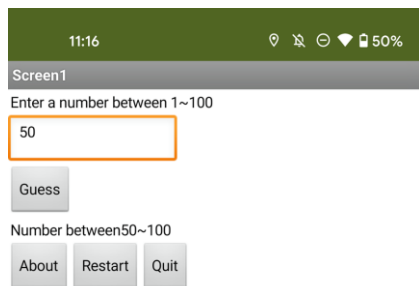 11:16 50%
Screen1
Enter a number between 1~100
50
Guess
Number between50~100
About Restart Quit